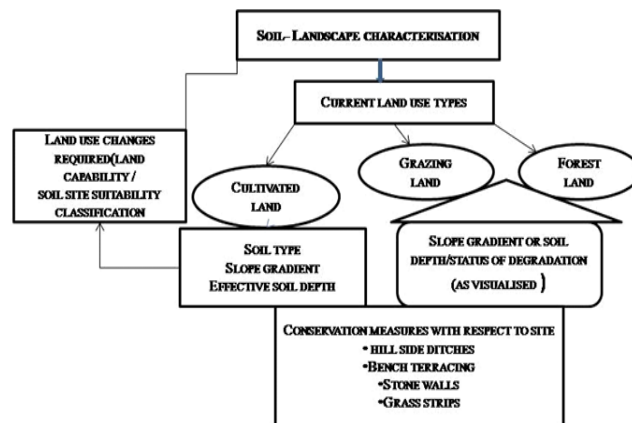 SOIL-LANDSCAPE CHARACTERISATION
CURRENT LAND USE TYPES
LAND USE CHANGES
REQUIRED(LAND
CAPABILITY /
SOIL SITE SUITABILITY
CLASSIFICATION
CULTIVATED
LAND
GRAZING
LAND
FOREST
LAND
SOIL TYPE
SLOPE GRADIENT
EFFECTIVE SOIL DEPTH
SLOPE GRADIENT OR SOIL
DEPTH/STATUS OF DEGRADATION
(AS VISUALISED )
CONSERVATION MEASURES WITH RESPECT TO SITE
•HILL SIDE DITCHES
•BENCH TERRACING
•STONE WALLS
•GRASS STRIPS